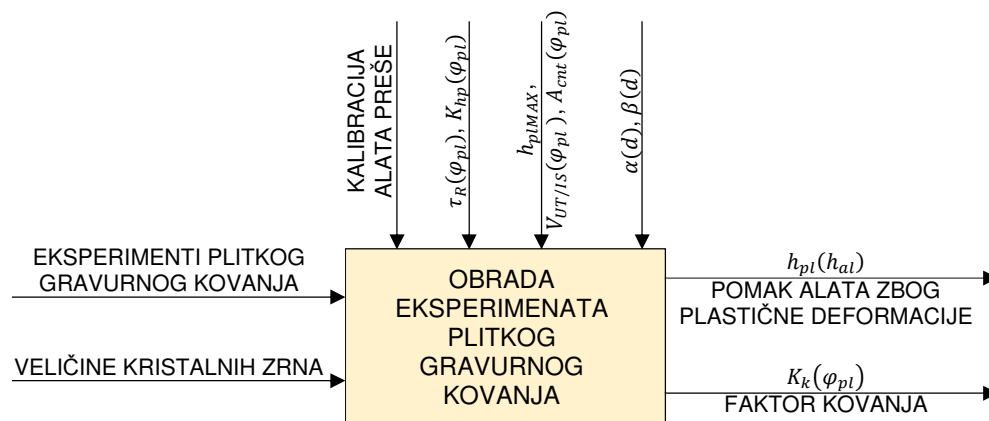 KALIBRACIJA
ALATA PREŠE
τ_R(φ_pl), K_hp(φ_pl)
h_plMAX,
V_UT/IS(φ_pl), A_cnt(φ_pl)
α(d), β(d)
EKSPERIMENTI PLITKOG
GRAVURNOG KOVANJA
VELIČINE KRISTALNIH ZRNA
OBRADA
EKSPERIMENATA
PLITKOG
GRAVURNOG
KOVANJA
h_pl(h_al)
POMAK ALATA ZBOG
PLASTIČNE DEFORMACIJE
K_k(φ_pl)
FAKTOR KOVANJA